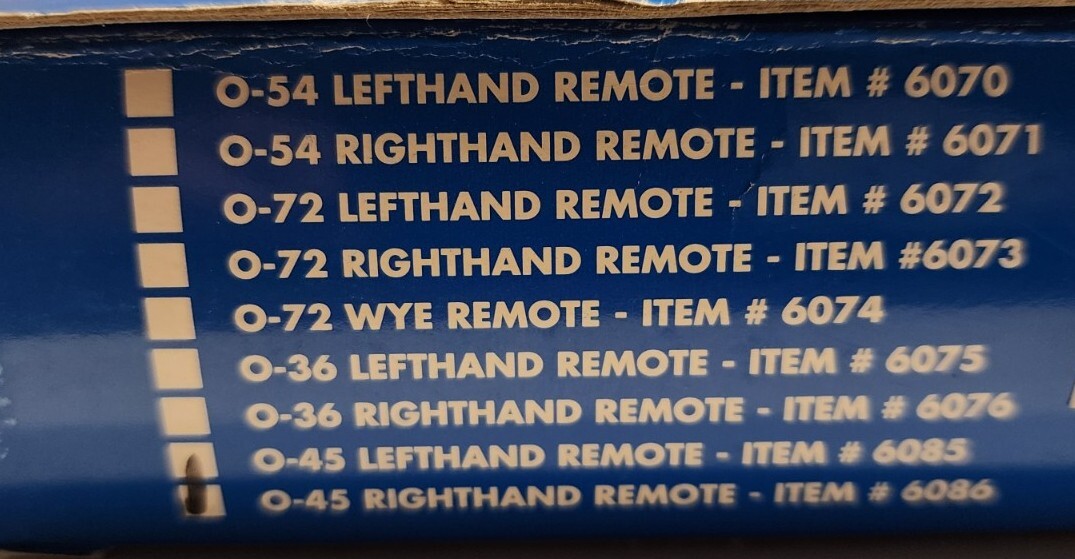 O-54 LEFTHAND REMOTE - ITEM # 6070
O-54 RIGHTHAND REMOTE - ITEM # 6071
O-72 LEFTHAND REMOTE - ITEM # 6072
O-72 RIGHTHAND REMOTE - ITEM #6073
O-72 WYE REMOTE - ITEM # 6074
O-36 LEFTHAND REMOTE - ITEM # 6075
O-36 RIGHTHAND REMOTE - ITEM # 6076
O-45 LEFTHAND REMOTE - ITEM # 6085
O-45 RIGHTHAND REMOTE - ITEM # 6086